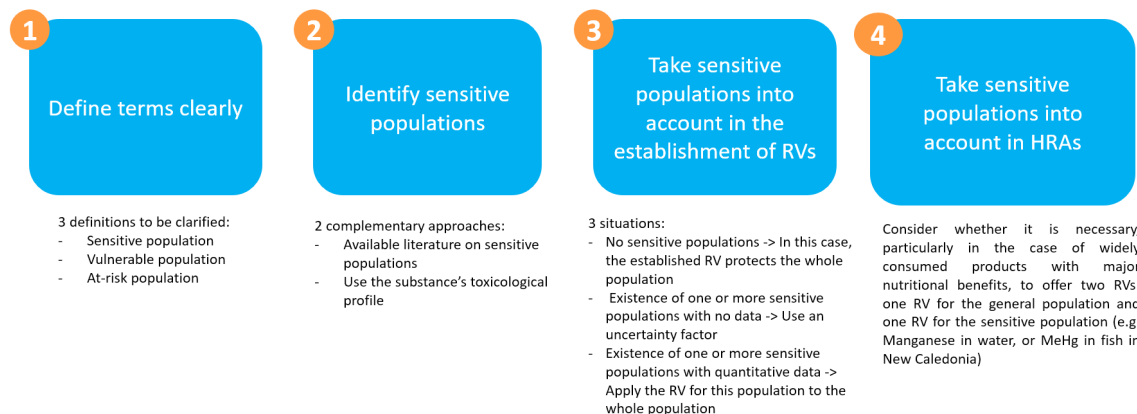 1
Define terms clearly
3 definitions to be clarified:
- Sensitive population
- Vulnerable population
- At-risk population
2
Identify sensitive
populations
2 complementary approaches:
- Available literature on sensitive
populations
- Use the substance's toxicological
profile
3
Take sensitive
populations into
account in the
establishment of RVs
3 situations:
- No sensitive populations -> In this case,
the established RV protects the whole
population
- Existence of one or more sensitive
populations with no data -> Use an
uncertainty factor
- Existence of one or more sensitive
populations with quantitative data ->
Apply the RV for this population to the
whole population
4
Take sensitive
populations into
account in HRAs
Consider whether it is necessary,
particularly in the case of widely
consumed products with major
nutritional benefits, to offer two RVs
one RV for the general population and
one RV for the sensitive population (e.g.
Manganese in water, or MeHg in fish in
New Caledonia)